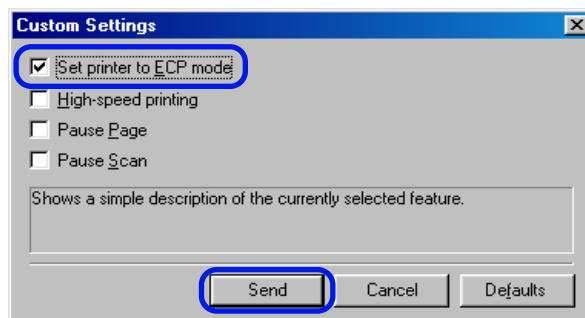 Custom Settings
Set printer to ECP mode
High-speed printing
Pause Page
Pause Scan
Shows a simple description of the currently selected feature.
Send Cancel Defaults